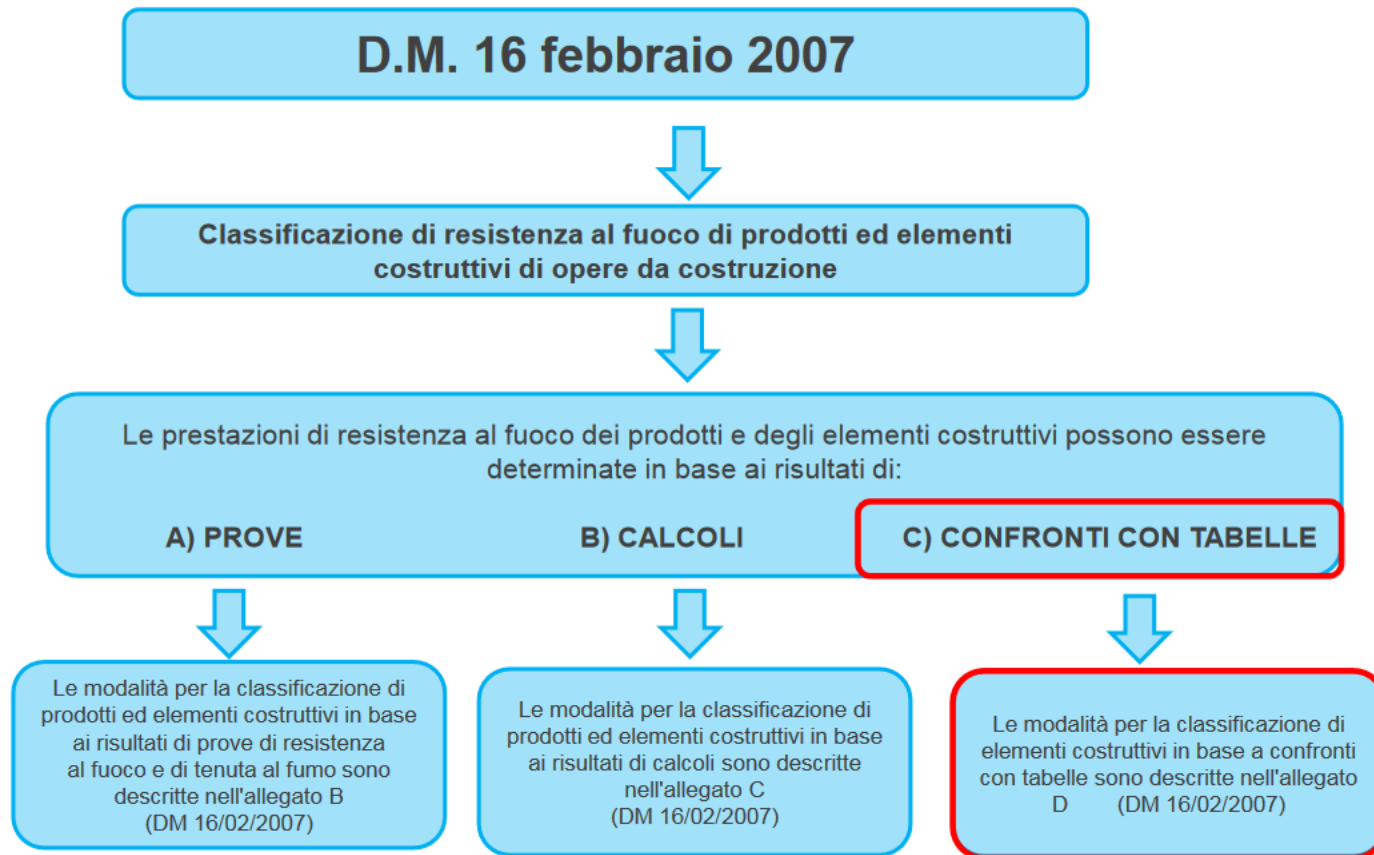 D.M. 16 febbraio 2007
Classificazione di resistenza al fuoco di prodotti ed elementi
costruttivi di opere da costruzione
Le prestazioni di resistenza al fuoco dei prodotti e degli elementi costruttivi possono essere
determinate in base ai risultati di:
A) PROVE
B) CALCOLI
C) CONFRONTI CON TABELLE
Le modalità per la classificazione di
prodotti ed elementi costruttivi in base
ai risultati di prove di resistenza
al fuoco e di tenuta al fumo sono
descritte nell'allegato B
(DM 16/02/2007)
Le modalità per la classificazione di
prodotti ed elementi costruttivi in base
ai risultati di calcoli sono descritte
nell'allegato C
(DM 16/02/2007)
Le modalità per la classificazione di
elementi costruttivi in base a confronti
con tabelle sono descritte nell'allegato
D (DM 16/02/2007)